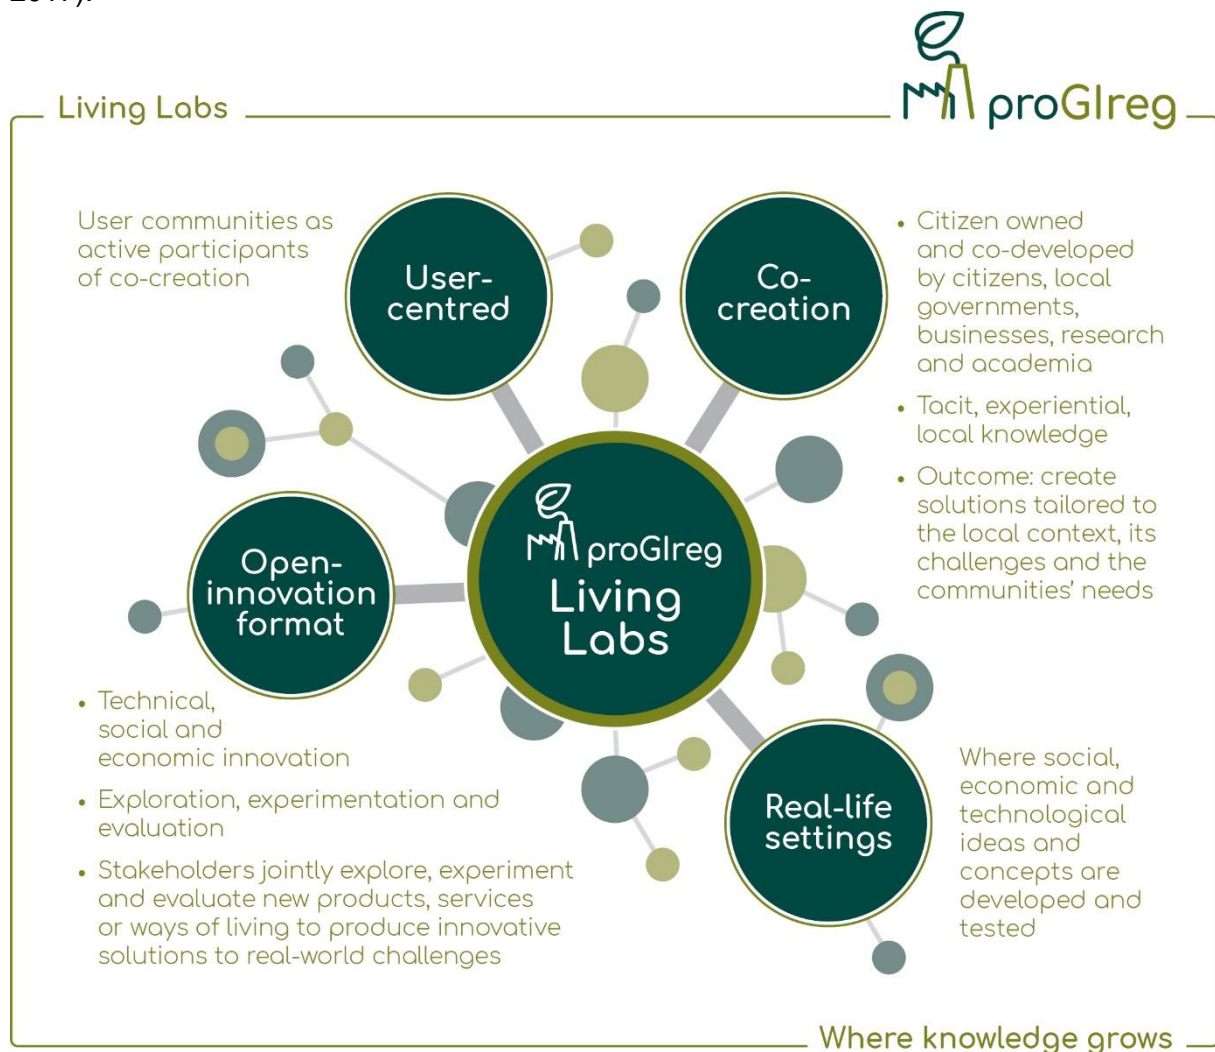 2017).
proGIreg
Living Labs
User communities as
active participants
of co-creation
User-
centred
Co-
creation
• Citizen owned
and co-developed
by citizens, local
governments,
businesses, research
and academia
• Tacit, experiential,
local knowledge
• Outcome: create
solutions tailored to
the local context, its
challenges and the
communities' needs
Open-
innovation
format
proGIreg
Living
Labs
• Technical,
social and
economic innovation
• Exploration, experimentation and
evaluation
• Stakeholders jointly explore, experiment
and evaluate new products, services
or ways of living to produce innovative
solutions to real-world challenges
Real-life
settings
Where social,
economic and
technological
ideas and
concepts are
developed and
tested
Where knowledge grows